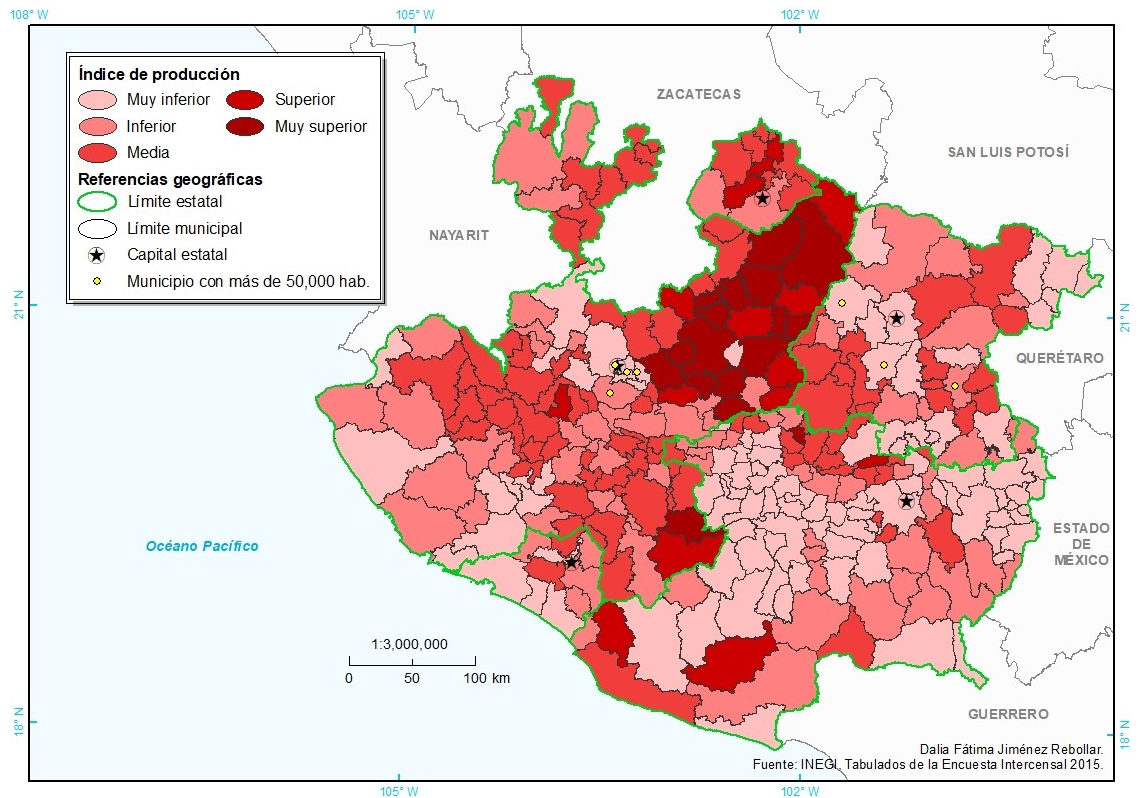 108° W
105° W
102° W
Índice de producción
Muy inferior
Superior
Inferior
Muy superior
Media
Referencias geográficas
Límite estatal
Límite municipal
Capital estatal
Municipio con más de 50,000 hab.
ZACATECAS
SAN LUIS POTOSÍ
NAYARIT
21° N
21° N
QUERÉTARO
Océano Pacífico
ESTADO
DE
MÉXICO
1:3,000,000
0 50 100 km
GUERRERO
18° N
18° N
Dalia Fátima Jiménez Rebollar.
Fuente: INEGI, Tabulados de la Encuesta Intercensal 2015.
105° W
102° W